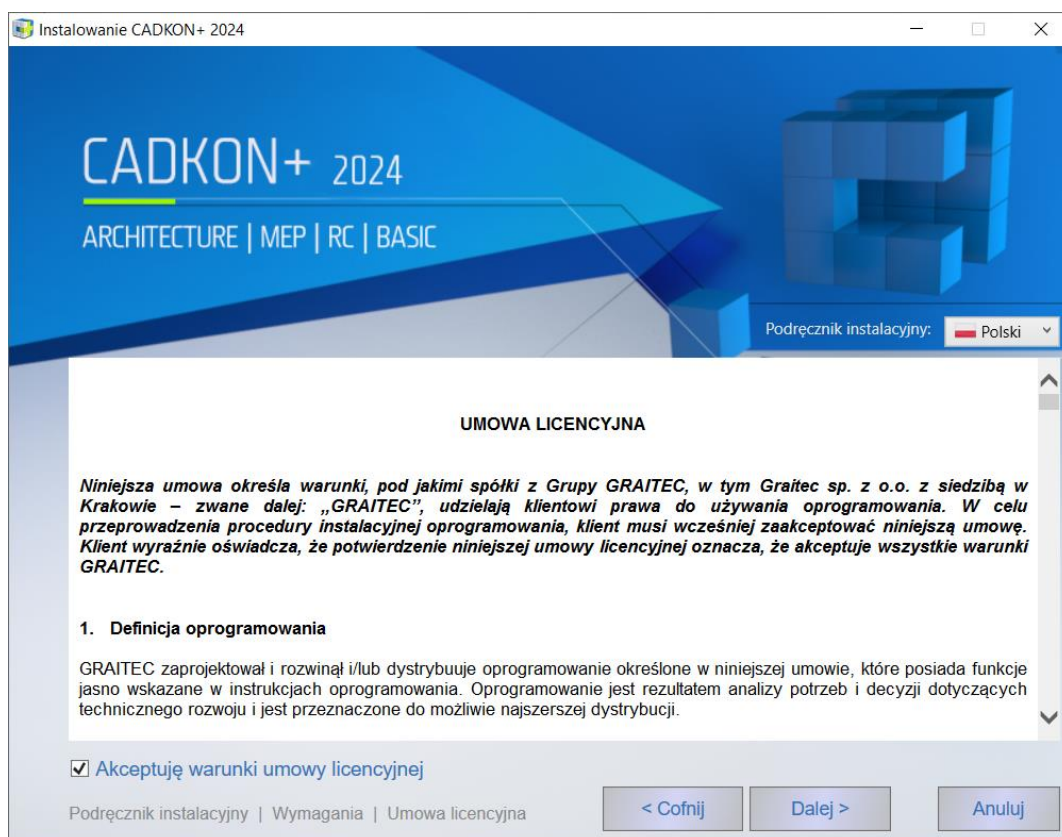 Instalowanie CADKON+ 2024
CADKON+ 2024
ARCHITECTURE | MEP | RC | BASIC
Podręcznik instalacyjny: Polski
UMOWA LICENCYJNA
Niniejsza umowa określa warunki, pod jakimi spółki z Grupy GRAITEC, w tym Graitec sp. z o.o. z siedzibą w
Krakowie – zwane dalej: „GRAITEC”, udzielają klientowi prawa do używania oprogramowania. W celu
przeprowadzenia procedury instalacyjnej oprogramowania, klient musi wcześniej zaakceptować niniejszą umowę.
Klient wyraźnie oświadcza, że potwierdzenie niniejszej umowy licencyjnej oznacza, że akceptuje wszystkie warunki
GRAITEC.
1. Definicja oprogramowania
GRAITEC zaprojektował i rozwinął i/lub dystrybuuje oprogramowanie określone w niniejszej umowie, które posiada funkcje
jasno wskazane w instrukcjach oprogramowania. Oprogramowanie jest rezultatem analizy potrzeb i decyzji dotyczących
technicznego rozwoju i jest przeznaczone do możliwie najszerszej dystrybucji.
Akceptuję warunki umowy licencyjnej
Podręcznik instalacyjny | Wymagania | Umowa licencyjna
< Cofnij Dalej > Anuluj